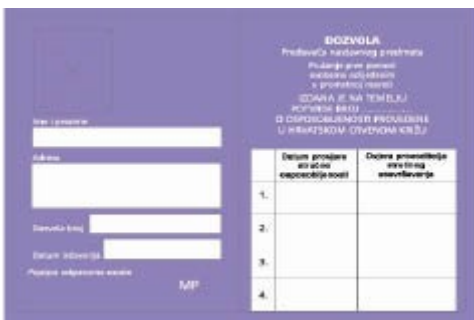 Ime i prezime
Adresa
Dozvola broj
Datum izdavanja
Potpis odgovorne osobe
MP
DOZVOLA
Predavača nastavnog predmeta
Pružanje prve pomoći
osobama ozlijeđenim
u prometnoj nesreći
IZDANA JE NA TEMELJU
POTVRDE BROJ
O OSPOSOBLJENOSTI PROVEDENE
U HRVATSKOM CRVENOM KRIŽU
Datum provjere
stručne
osposobljenosti
Ovjera provoditelja
stručnog
usavršavanja
1.
2.
3.
4.